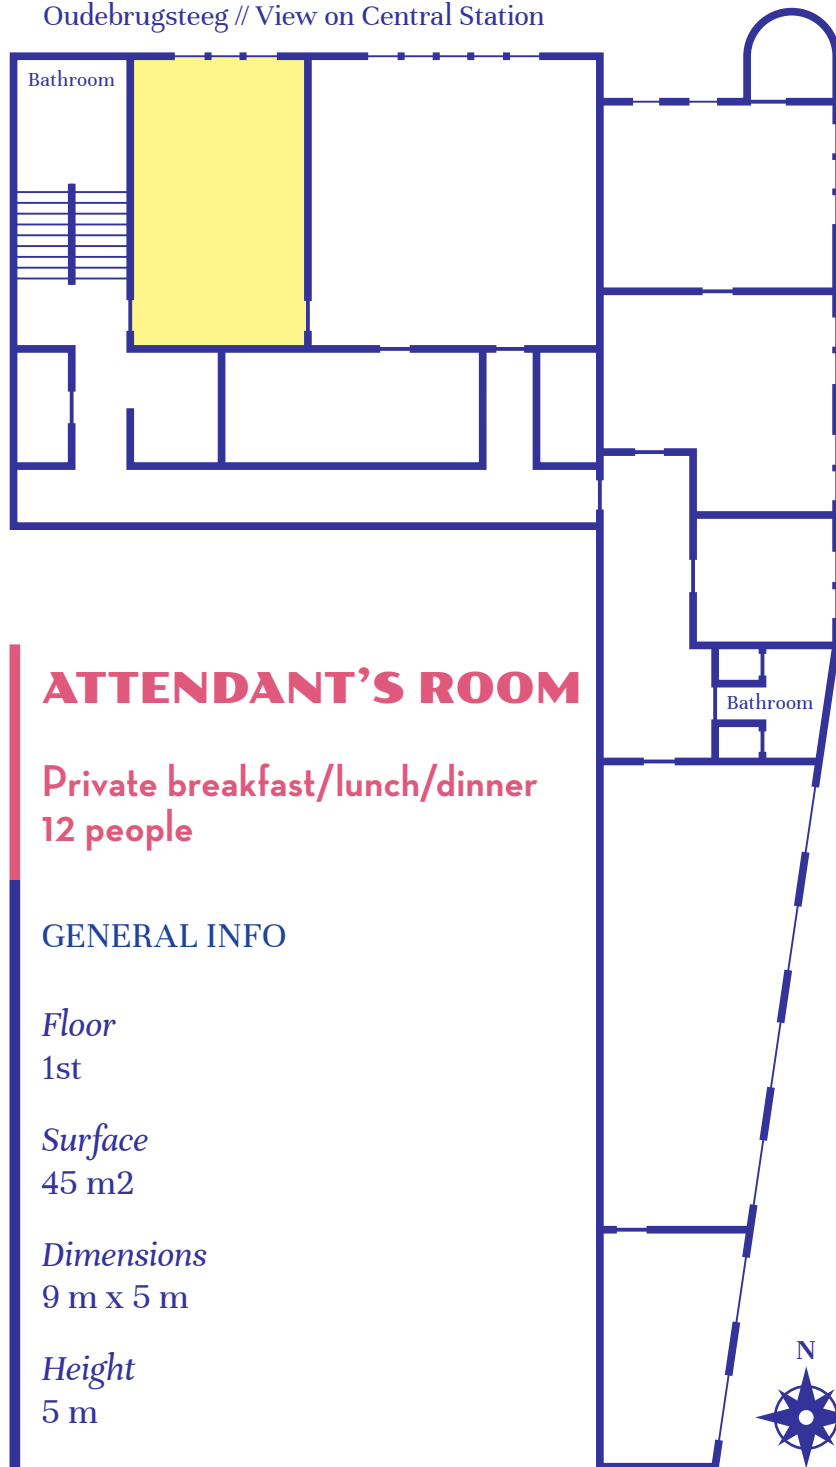 Oudebrugsteeg // View on Central Station
Bathroom
ATTENDANT’S ROOM
Bathroom
Private breakfast/lunch/dinner
12 people
GENERAL INFO
Floor
1st
Surface
45 m2
Dimensions
9 m x 5 m
Height
5 m
N